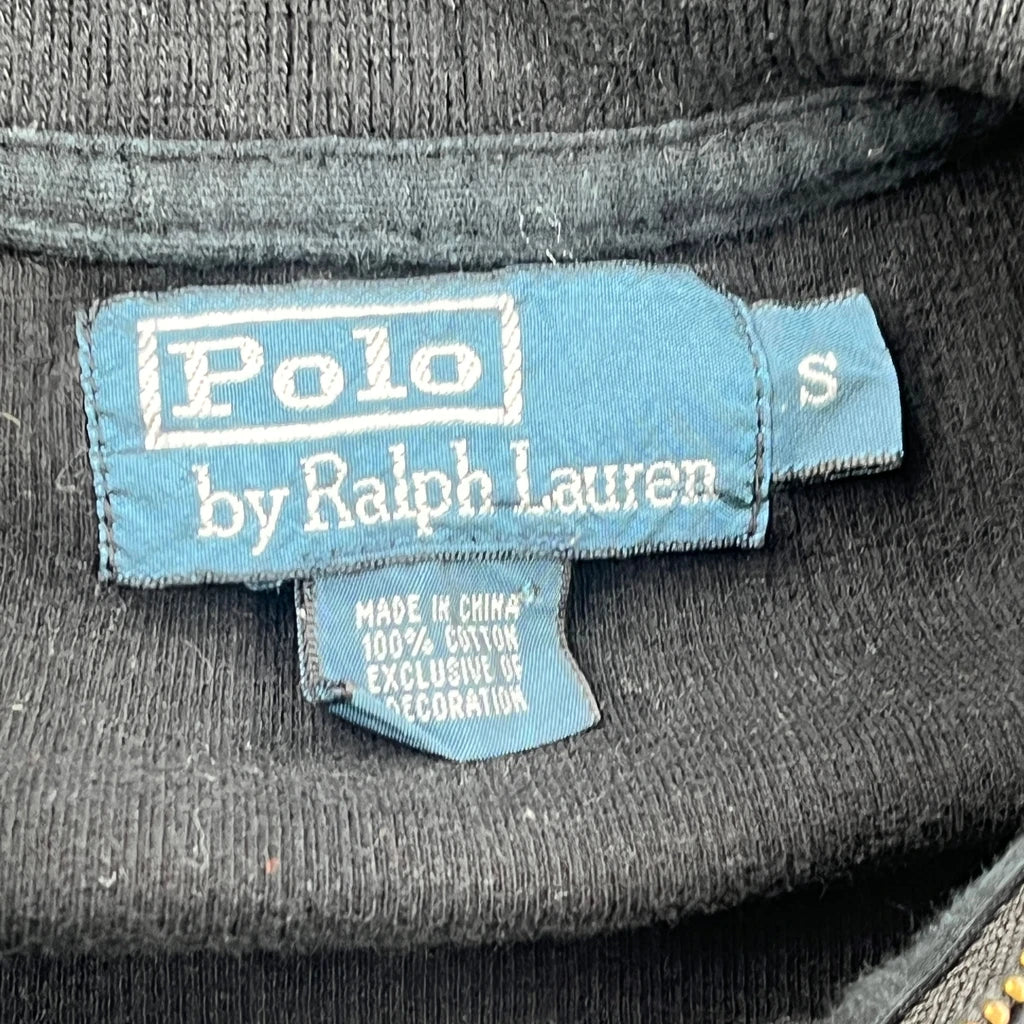 Polo
by Ralph Lauren
S
MADE IN CHINA
100% COTTON
EXCLUSIVE OF
DECORATION